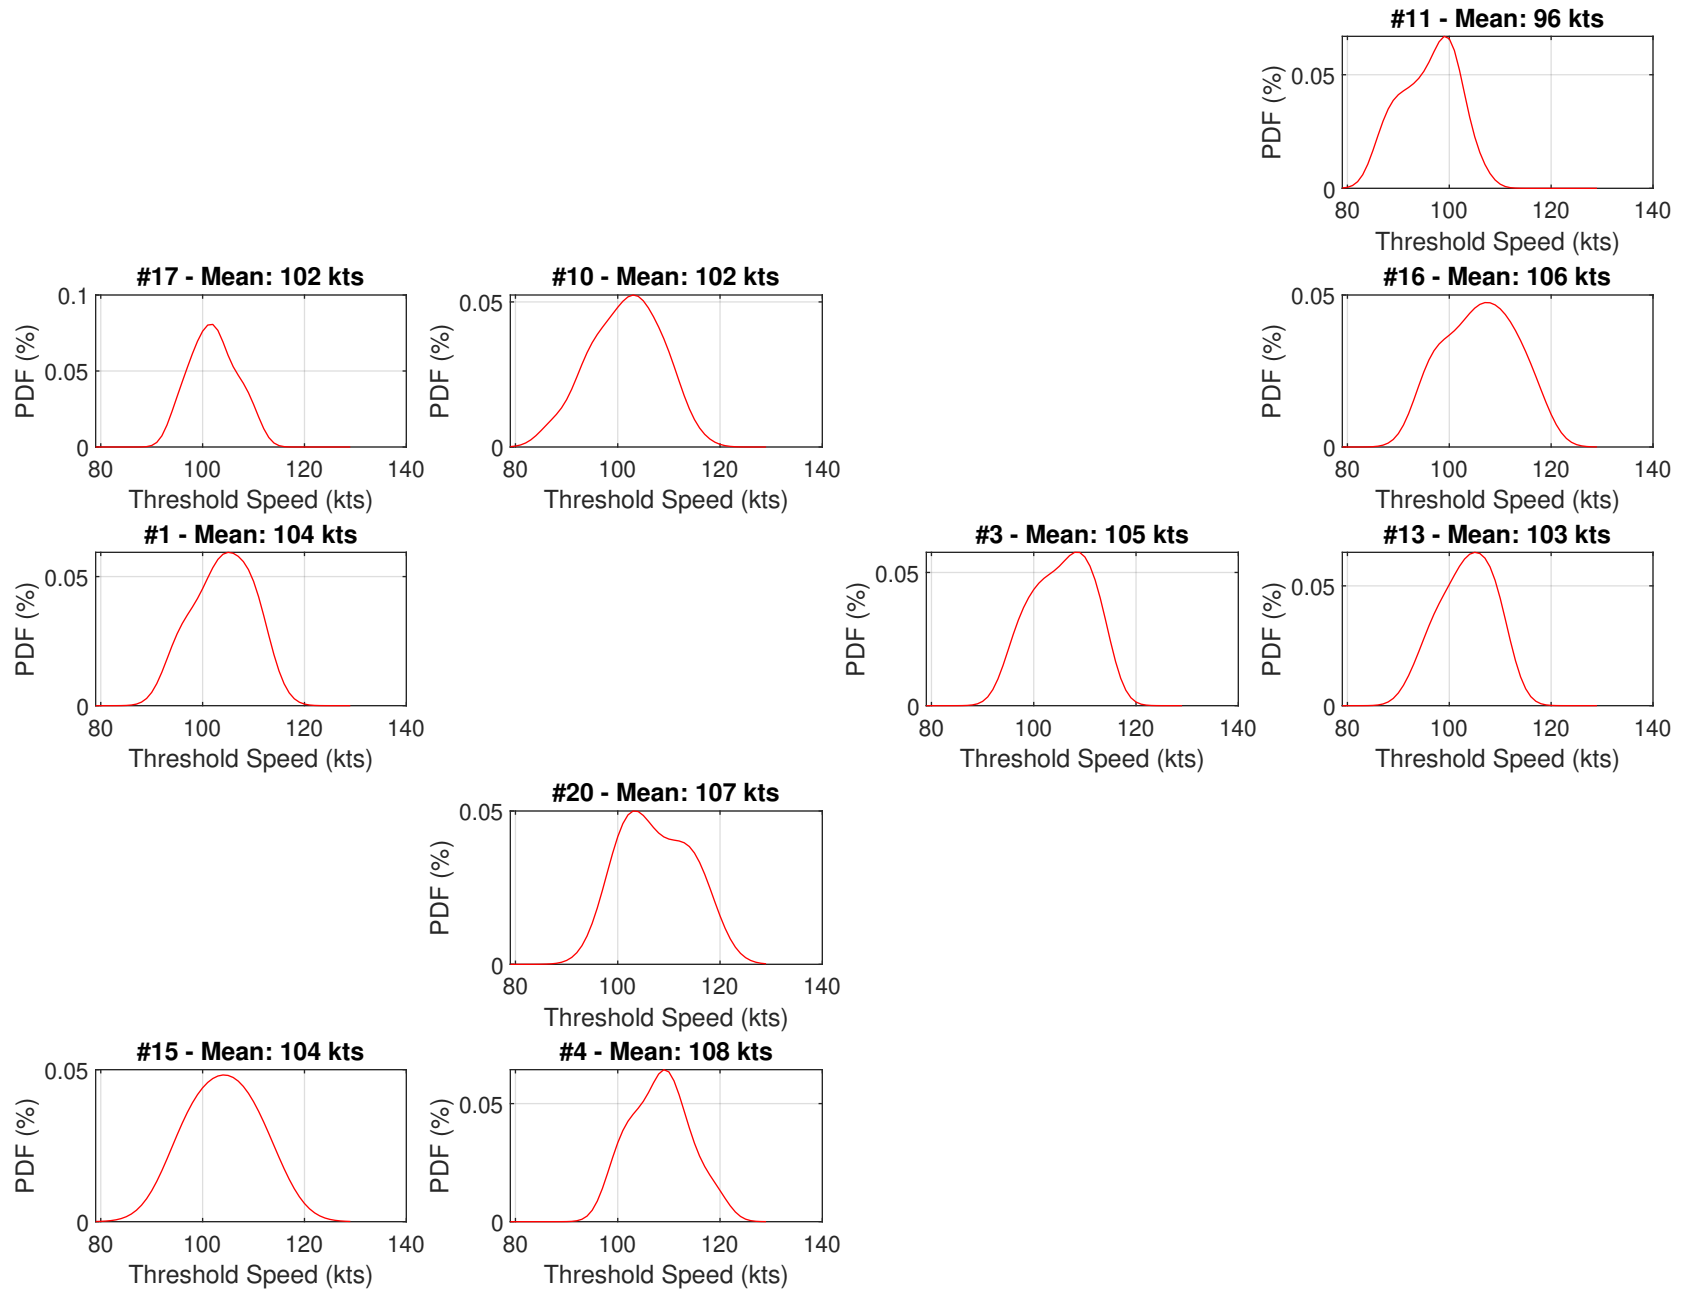 #11 - Mean: 96 kts
PDF (%)
0.05
0
80 100 120 140
Threshold Speed (kts)
#17 - Mean: 102 kts
PDF (%)
0.1
0.05
0
80 100 120 140
Threshold Speed (kts)
#10 - Mean: 102 kts
PDF (%)
0.05
0
80 100 120 140
Threshold Speed (kts)
#16 - Mean: 106 kts
PDF (%)
0.05
0
80 100 120 140
Threshold Speed (kts)
#1 - Mean: 104 kts
PDF (%)
0.05
0
80 100 120 140
Threshold Speed (kts)
#3 - Mean: 105 kts
PDF (%)
0.05
0
80 100 120 140
Threshold Speed (kts)
#13 - Mean: 103 kts
PDF (%)
0.05
0
80 100 120 140
Threshold Speed (kts)
#20 - Mean: 107 kts
PDF (%)
0.05
0
80 100 120 140
Threshold Speed (kts)
#15 - Mean: 104 kts
PDF (%)
0.05
0
80 100 120 140
Threshold Speed (kts)
#4 - Mean: 108 kts
PDF (%)
0.05
0
80 100 120 140
Threshold Speed (kts)